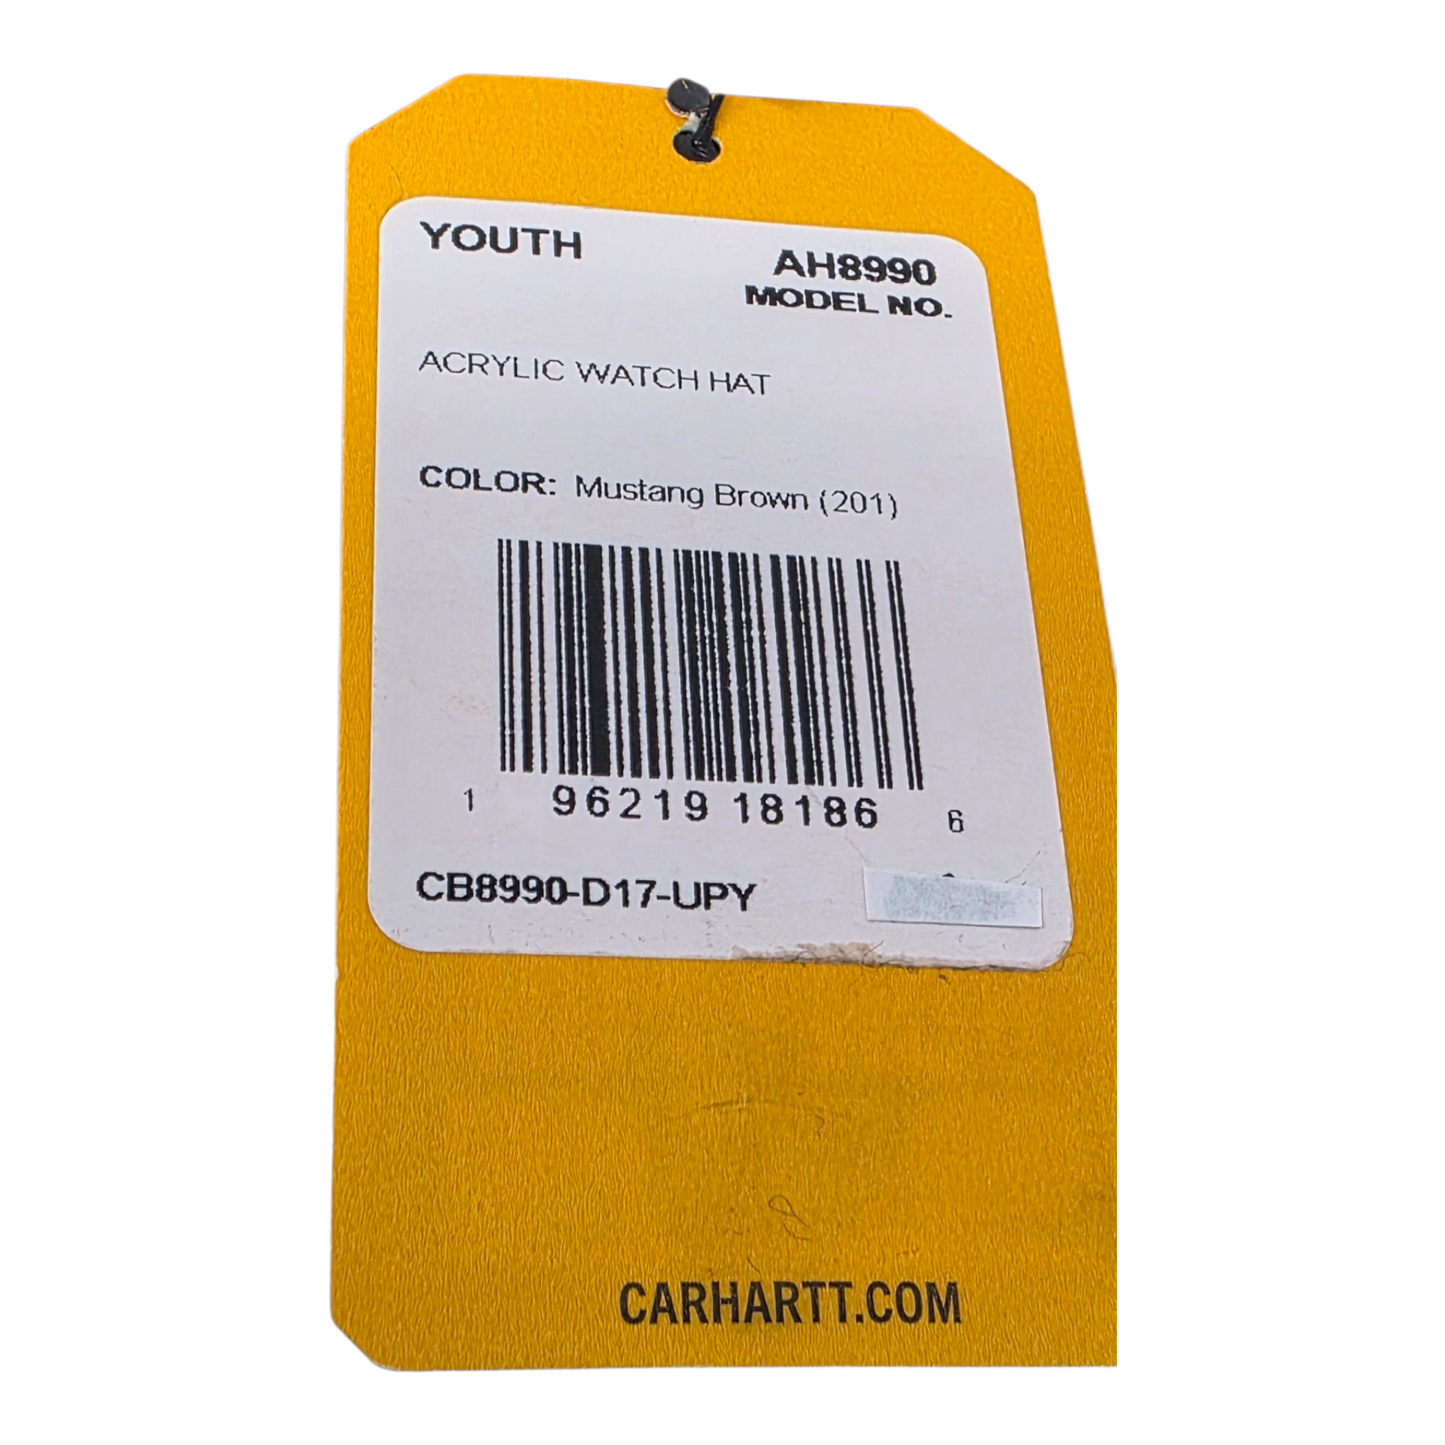 YOUTH
AH8990
MODEL NO.
ACRYLIC WATCH HAT
COLOR: Mustang Brown (201)
1 96219 18186 6
CB8990-D17-UPY
CARHARTT.COM